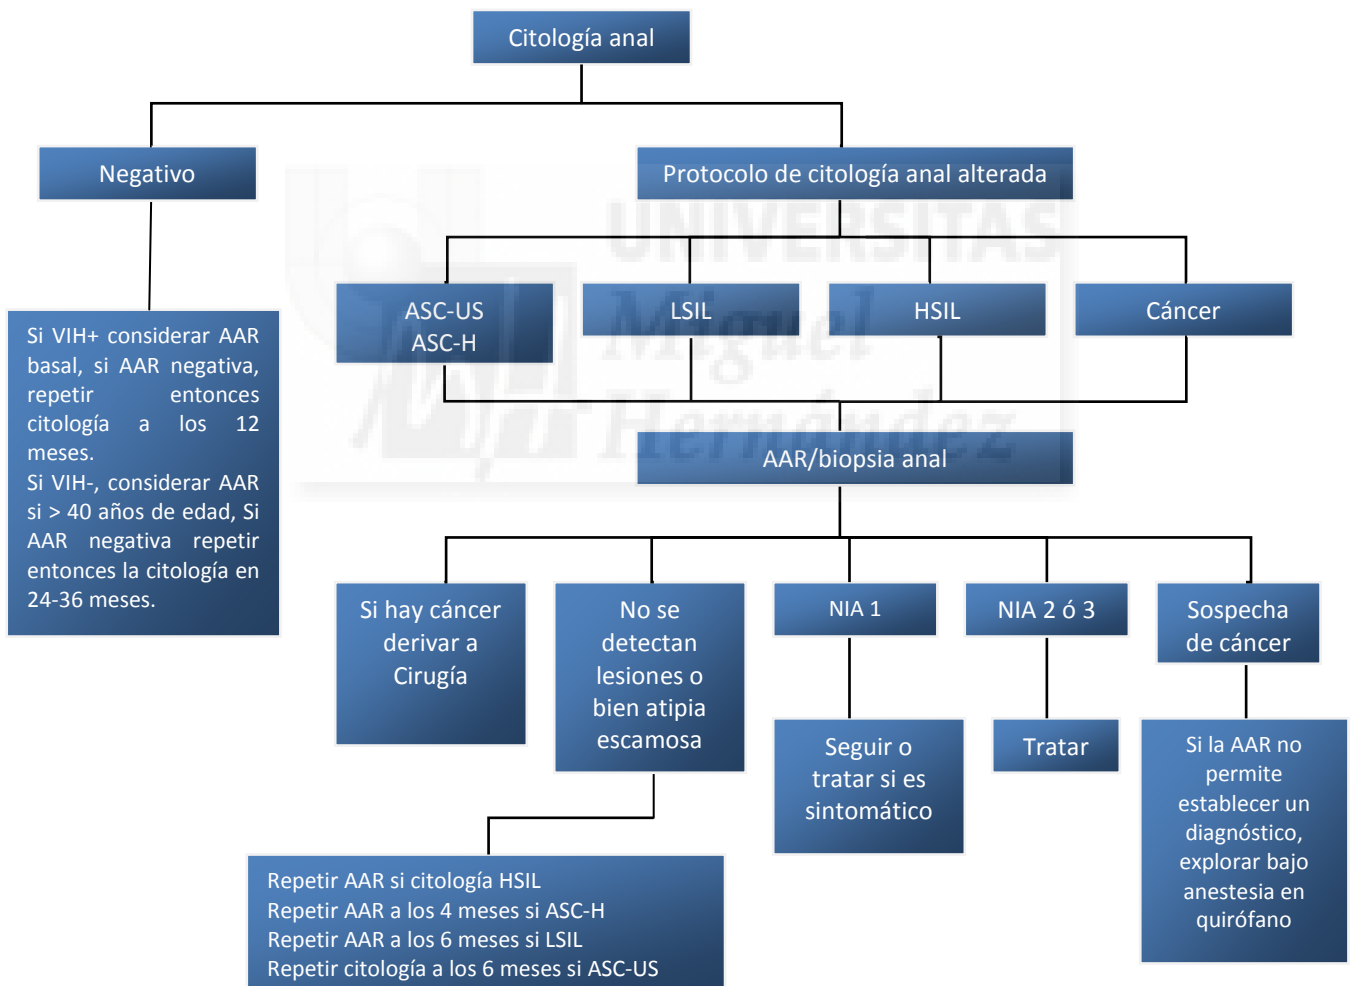 Citología anal
Negativo
Protocolo de citología anal alterada
UNIVERSITAS
Miguel
Hernández
ASC-US
ASC-H
LSIL
HSIL
Cáncer
Si VIH+ considerar AAR
basal, si AAR negativa,
repetir entonces
citología a los 12
meses.
Si VIH-, considerar AAR
si > 40 años de edad, Si
AAR negativa repetir
entonces la citología en
24-36 meses.
AAR/biopsia anal
Si hay cáncer
derivar a
Cirugía
No se
detectan
lesiones o
bien atipia
escamosa
NIA 1
NIA 2 ó 3
Sospecha
de cáncer
Seguir o
tratar si es
sintomático
Tratar
Si la AAR no
permite
establecer un
diagnóstico,
explorar bajo
anestesia en
quirófano
Repetir AAR si citología HSIL
Repetir AAR a los 4 meses si ASC-H
Repetir AAR a los 6 meses si LSIL
Repetir citología a los 6 meses si ASC-US